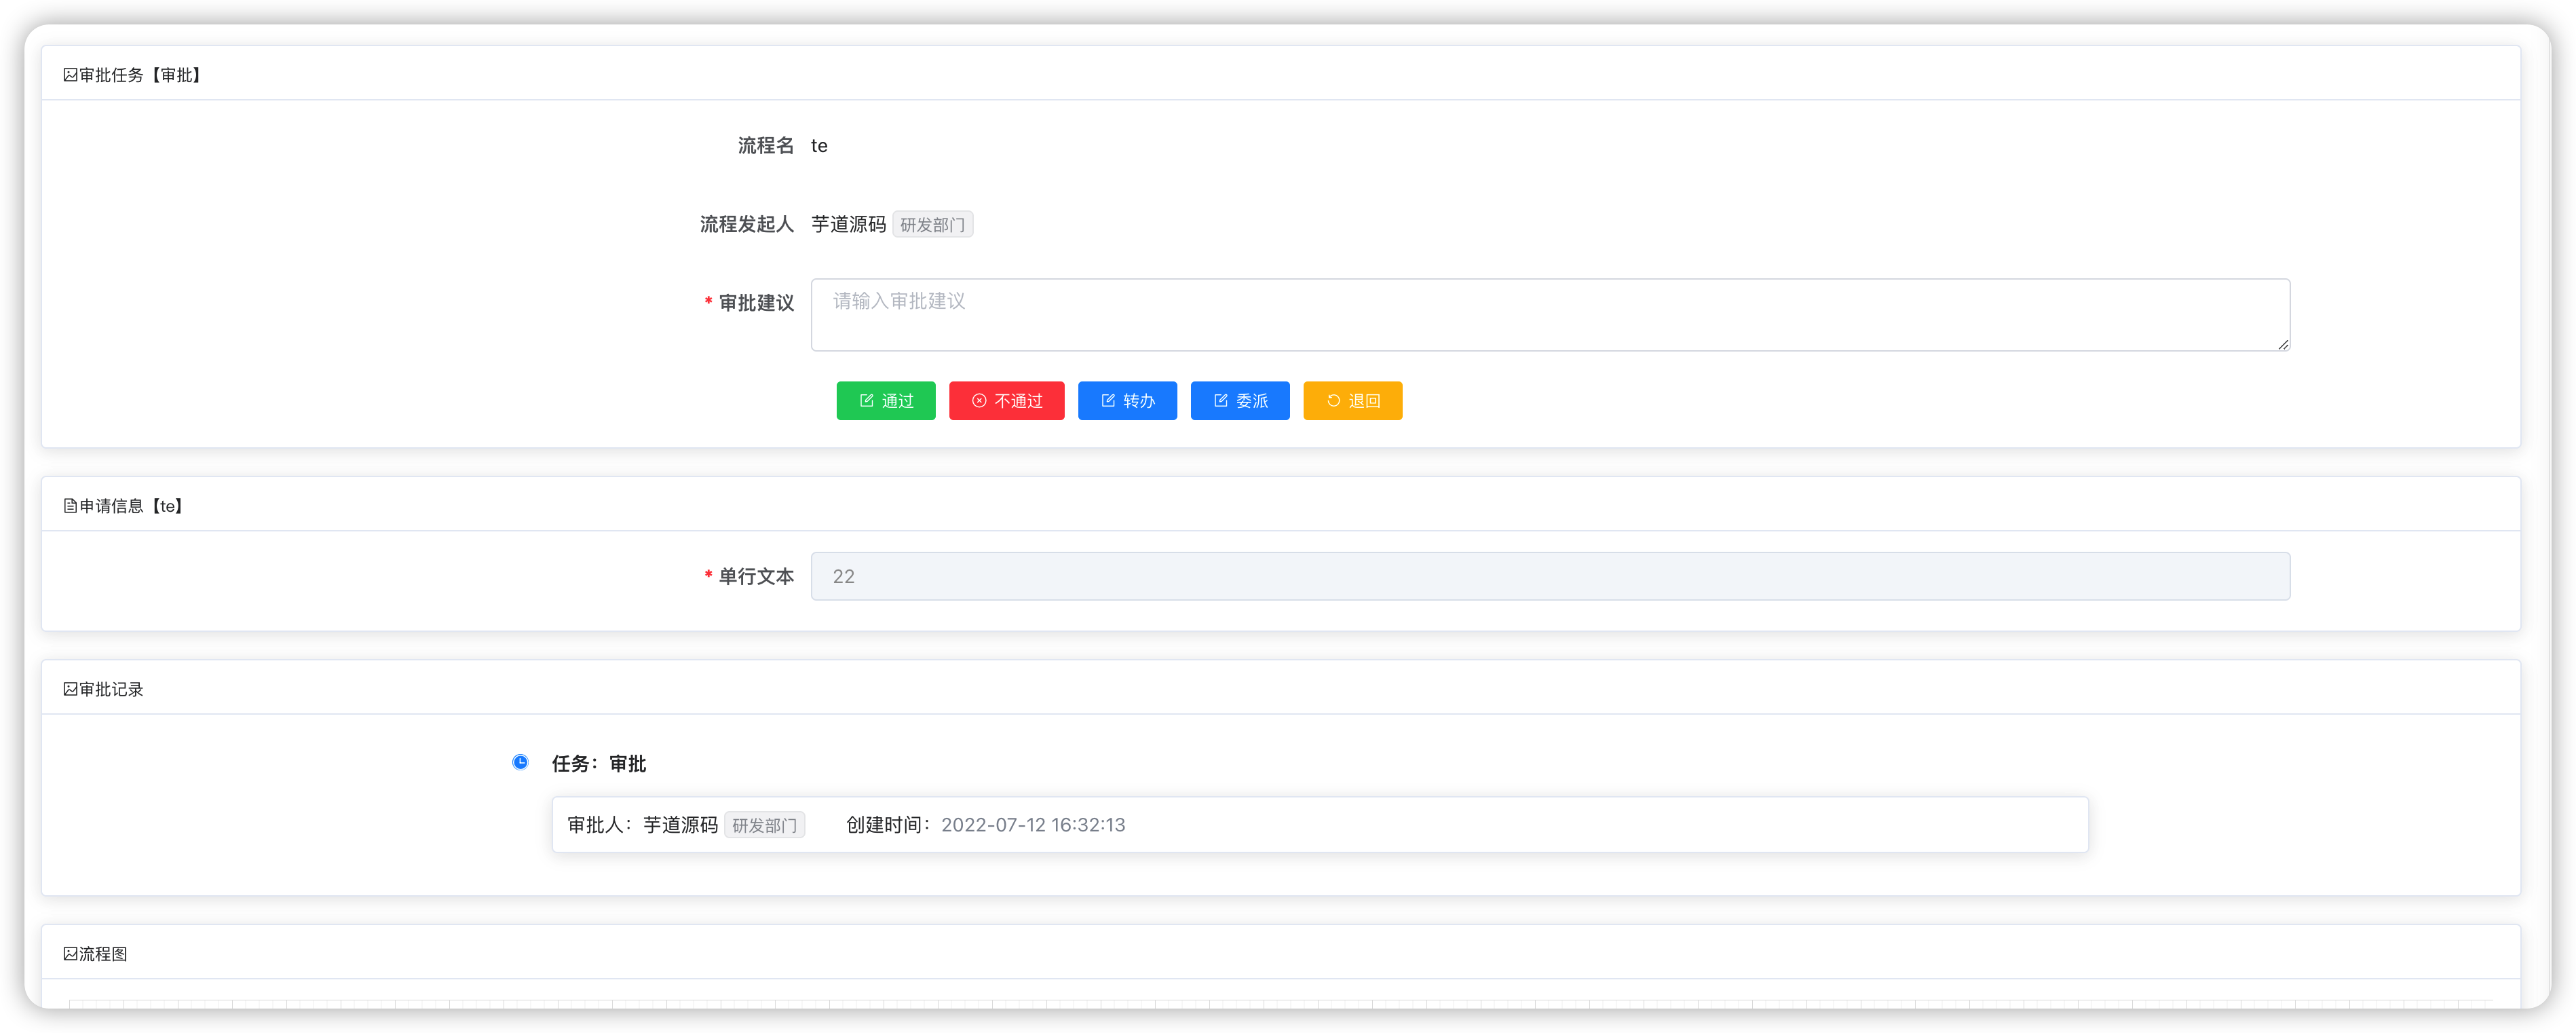 审批任务【审批】
流程名 te
流程发起人 芋道源码 研发部门
* 审批建议 请输入审批建议
通过 不通过 转办 委派 退回
申请信息【te】
* 单行文本 22
审批记录
任务：审批
审批人：芋道源码 研发部门 创建时间：2022-07-12 16:32:13
流程图